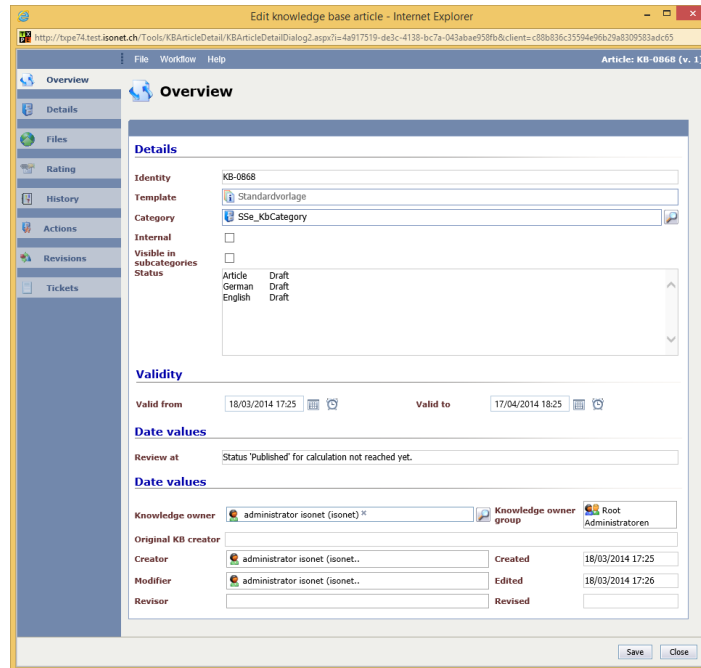 Edit knowledge base article - Internet Explorer
http://txpe74.test.isonet.ch/Tools/KBArticleDetail/KBArticleDetailDialog2.aspx?i=4a917519-de3c-4138-bc7a-043abae958fb&client=c88b836c35594e96b29a8309583adc65
File Workflow Help Article: KB-0868 (v. 1)
Overview
Details
Files
Rating
History
Actions
Revisions
Tickets
Overview
Details
Identity KB-0868
Template Standardvorlage
Category SSe_KbCategory
Internal
Visible in
subcategories
Status
Article Draft
German Draft
English Draft
Validity
Valid from 18/03/2014 17:25 Valid to 17/04/2014 18:25
Date values
Review at Status 'Published' for calculation not reached yet.
Date values
Knowledge owner administrator isonet (isonet) × Knowledge owner group Root Administratoren
Original KB creator
Creator administrator isonet (isonet.. Created 18/03/2014 17:25
Modifier administrator isonet (isonet.. Edited 18/03/2014 17:26
Revisor Revised
Save Close